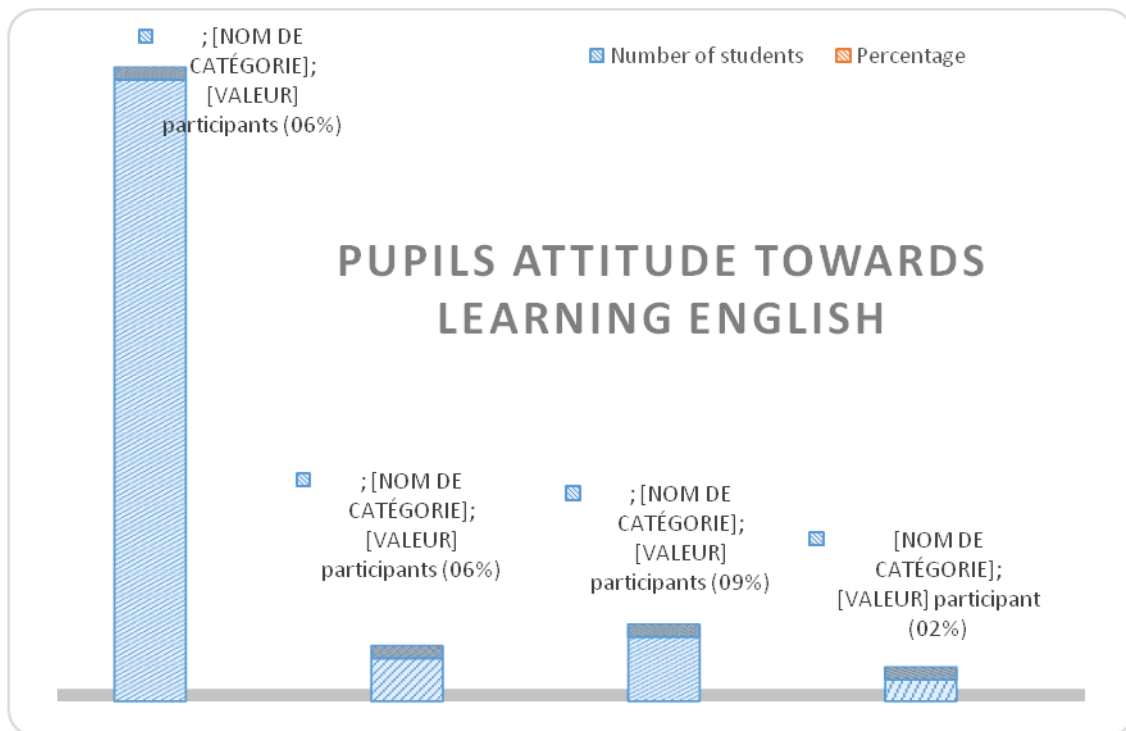 ; [NOM DE
CATÉGORIE];
[VALEUR]
participants (06%)
Number of students
Percentage
PUPILS ATTITUDE TOWARDS
LEARNING ENGLISH
; [NOM DE
CATÉGORIE];
[VALEUR]
participants (06%)
; [NOM DE
CATÉGORIE];
[VALEUR]
participants (09%)
[NOM DE
CATÉGORIE];
[VALEUR] participant
(02%)